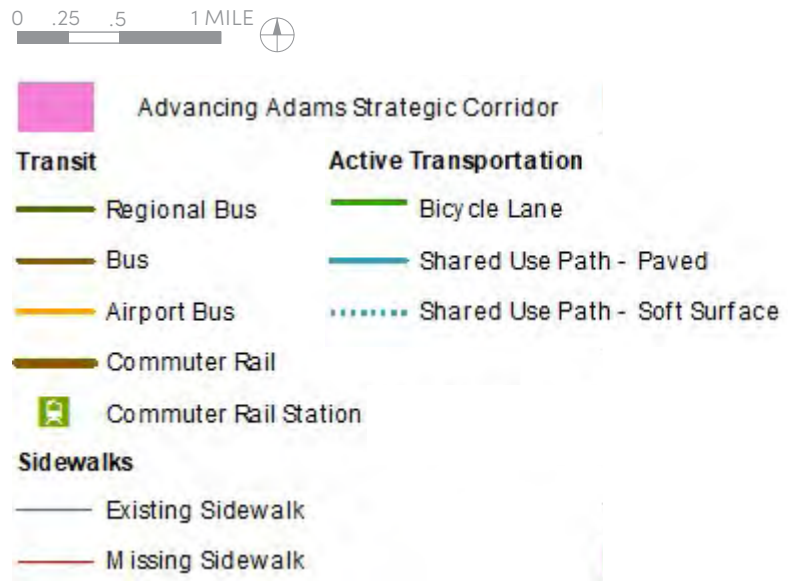 0 .25 .5 1 MILE
Advancing Adams Strategic Corridor
Transit
Active Transportation
Regional Bus
Bicycle Lane
Bus
Shared Use Path - Paved
Airport Bus
Shared Use Path - Soft Surface
Commuter Rail
Commuter Rail Station
Sidewalks
Existing Sidewalk
Missing Sidewalk